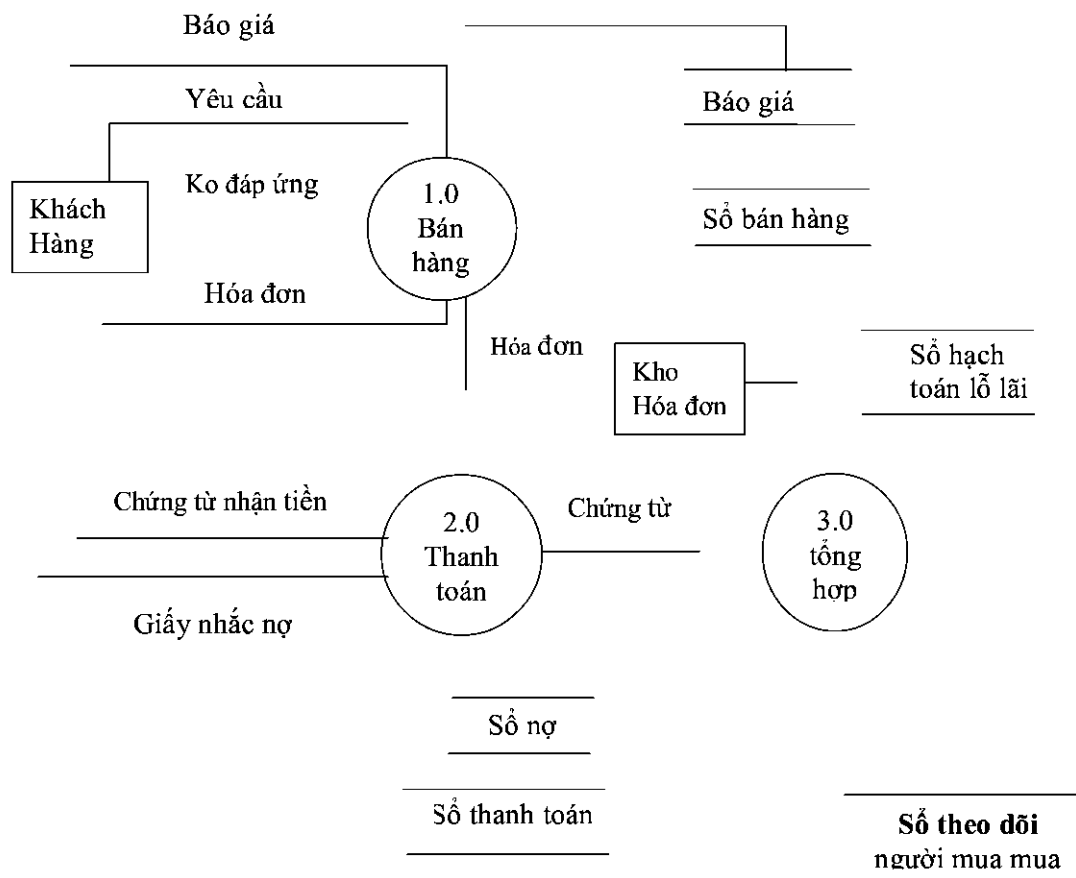 Báo giá
Yêu cầu
Báo giá
Ko đáp ứng
Khách
Hàng
1.0
Bán
hàng
Sổ bán hàng
Hóa đơn
Hóa đơn
Kho
Hóa đơn
Sổ hạch
toán lỗ lãi
Chứng từ nhận tiền
2.0
Thanh
toán
Chứng từ
3.0
tổng
hợp
Giấy nhắc nợ
Sổ nợ
Sổ thanh toán
Sổ theo dõi
người mua mua